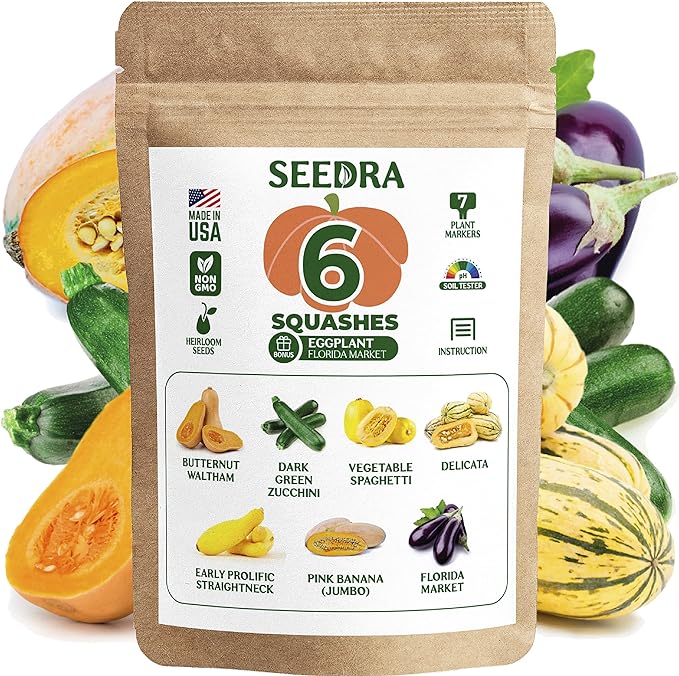 SEEDRA
MADE IN
USA
NON
GMO
HEIRLOOM
SEEDS
6
SQUASHES
BONUS
EGGPLANT
FLORIDA MARKET
7
PLANT
MARKERS
pH
SOIL TESTER
INSTRUCTION
BUTTERNUT
WALTHAM
DARK
GREEN
ZUCCHINI
VEGETABLE
SPAGHETTI
DELICATA
EARLY PROLIFIC
STRAIGHTNECK
PINK BANANA
(JUMBO)
FLORIDA
MARKET